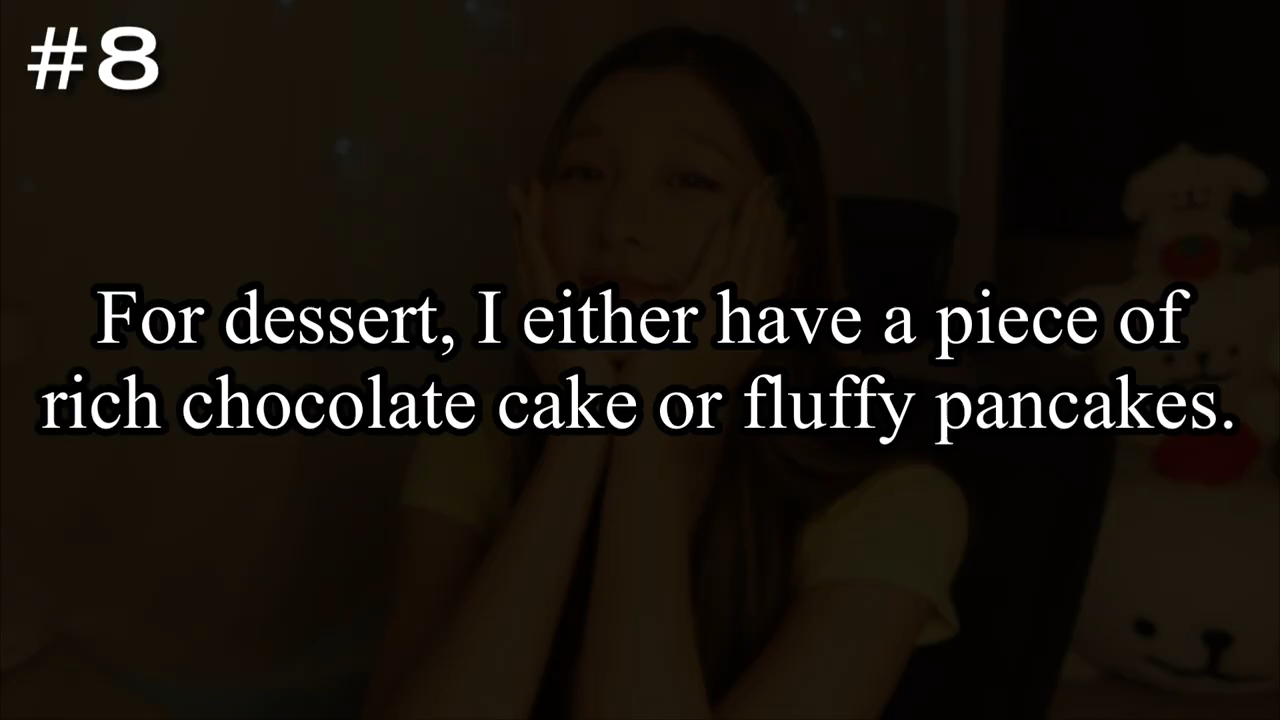 #8
For dessert, I either have a piece of
rich chocolate cake or fluffy pancakes.